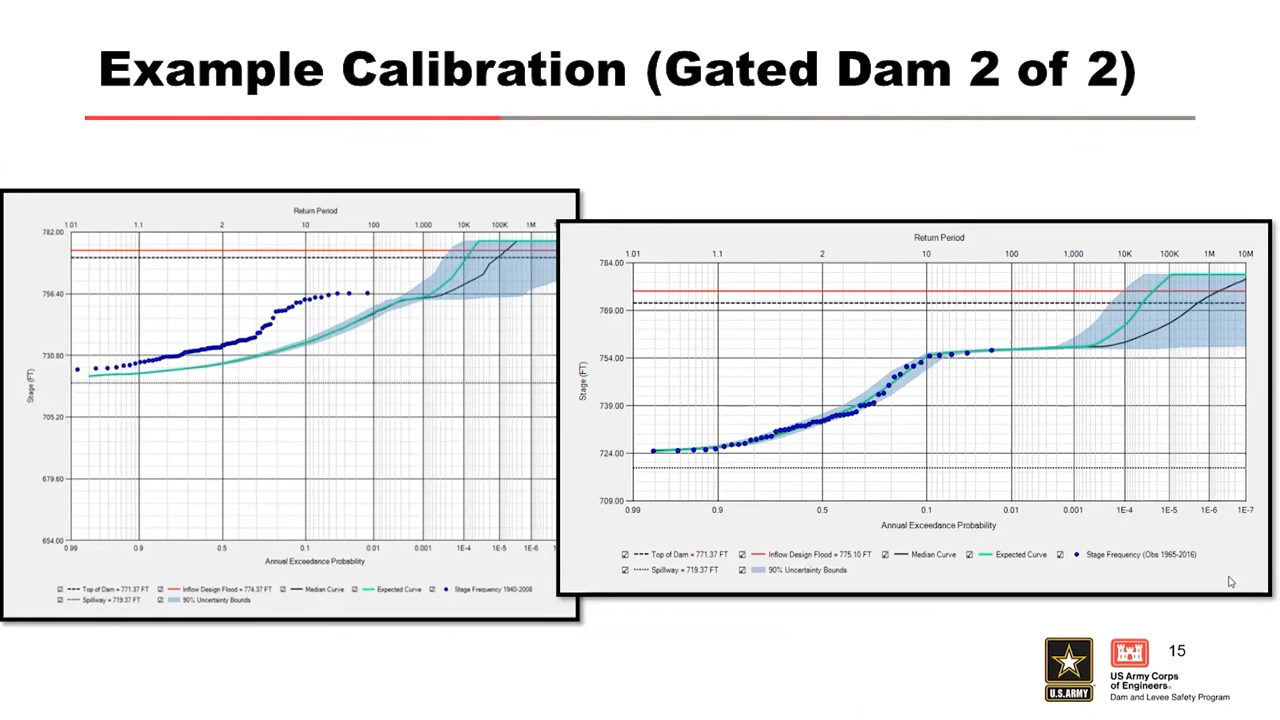 Example Calibration (Gated Dam 2 of 2)
Return Period
1.01 1.1 2 10 100 1,000 10K 100K 1M
782.00
756.40
730.80
705.20
679.60
654.00
Stage (FT)
0.99 0.9 0.5 0.1 0.01 0.001 1E-4 1E-5 1E-6
Annual Exceedance Probability
Top of Dam = 771.37 FT Inflow Design Flood = 774.37 FT Median Curve Expected Curve Stage Frequency 1940-2008
Spillway = 719.37 FT 90% Uncertainty Bounds
Return Period
1.01 1.1 2 10 100 1,000 10K 100K 1M 10M
784.00
769.00
754.00
739.00
724.00
709.00
Stage (FT)
0.99 0.9 0.5 0.1 0.01 0.001 1E-4 1E-5 1E-6 1E-7
Annual Exceedance Probability
Top of Dam = 771.37 FT Inflow Design Flood = 775.10 FT Median Curve Expected Curve Stage Frequency (Obs 1965-2016)
Spillway = 719.37 FT 90% Uncertainty Bounds
U.S.ARMY
15
US Army Corps
of Engineers®
Dam and Levee Safety Program